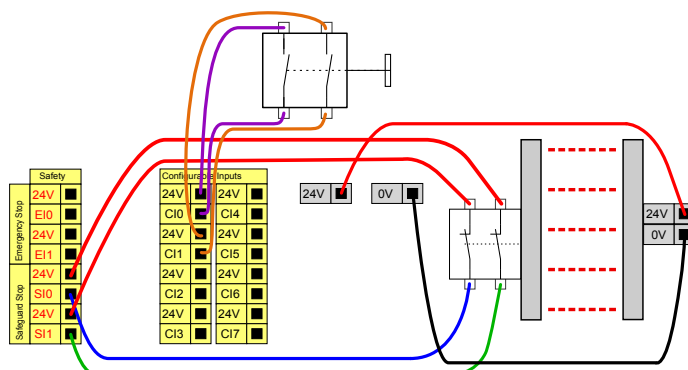 Safety
Emergency Stop
24V
EI0
24V
EI1
Safeguard Stop
24V
SI0
24V
SI1
Configurable Inputs
24V 24V
CI0 CI4
24V 24V
CI1 CI5
24V 24V
CI2 CI6
24V 24V
CI3 CI7
24V
0V
24V
0V